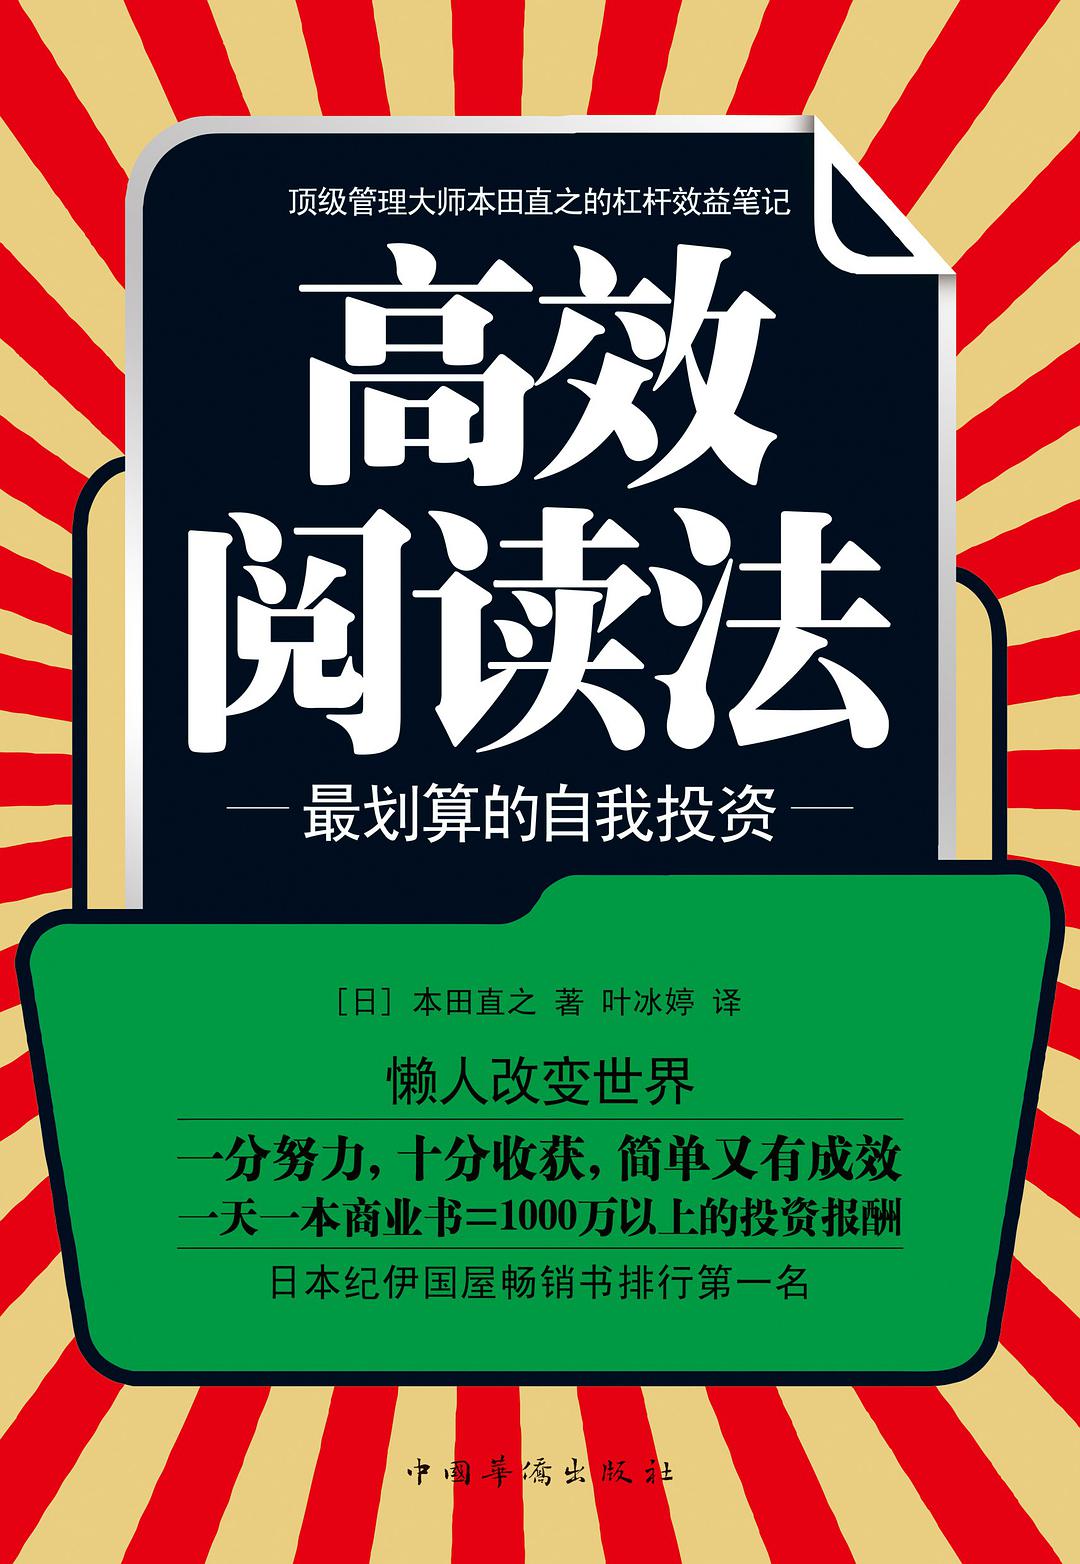 顶级管理大师本田直之的杠杆效益笔记
高效
阅读法
最划算的自我投资
[日] 本田直之 著 叶冰婷 译
懒人改变世界
一分努力,十分收获,简单又有成效
一天一本商业书=1000万以上的投资报酬
日本纪伊国屋畅销书排行第一名
中國華僑出版社